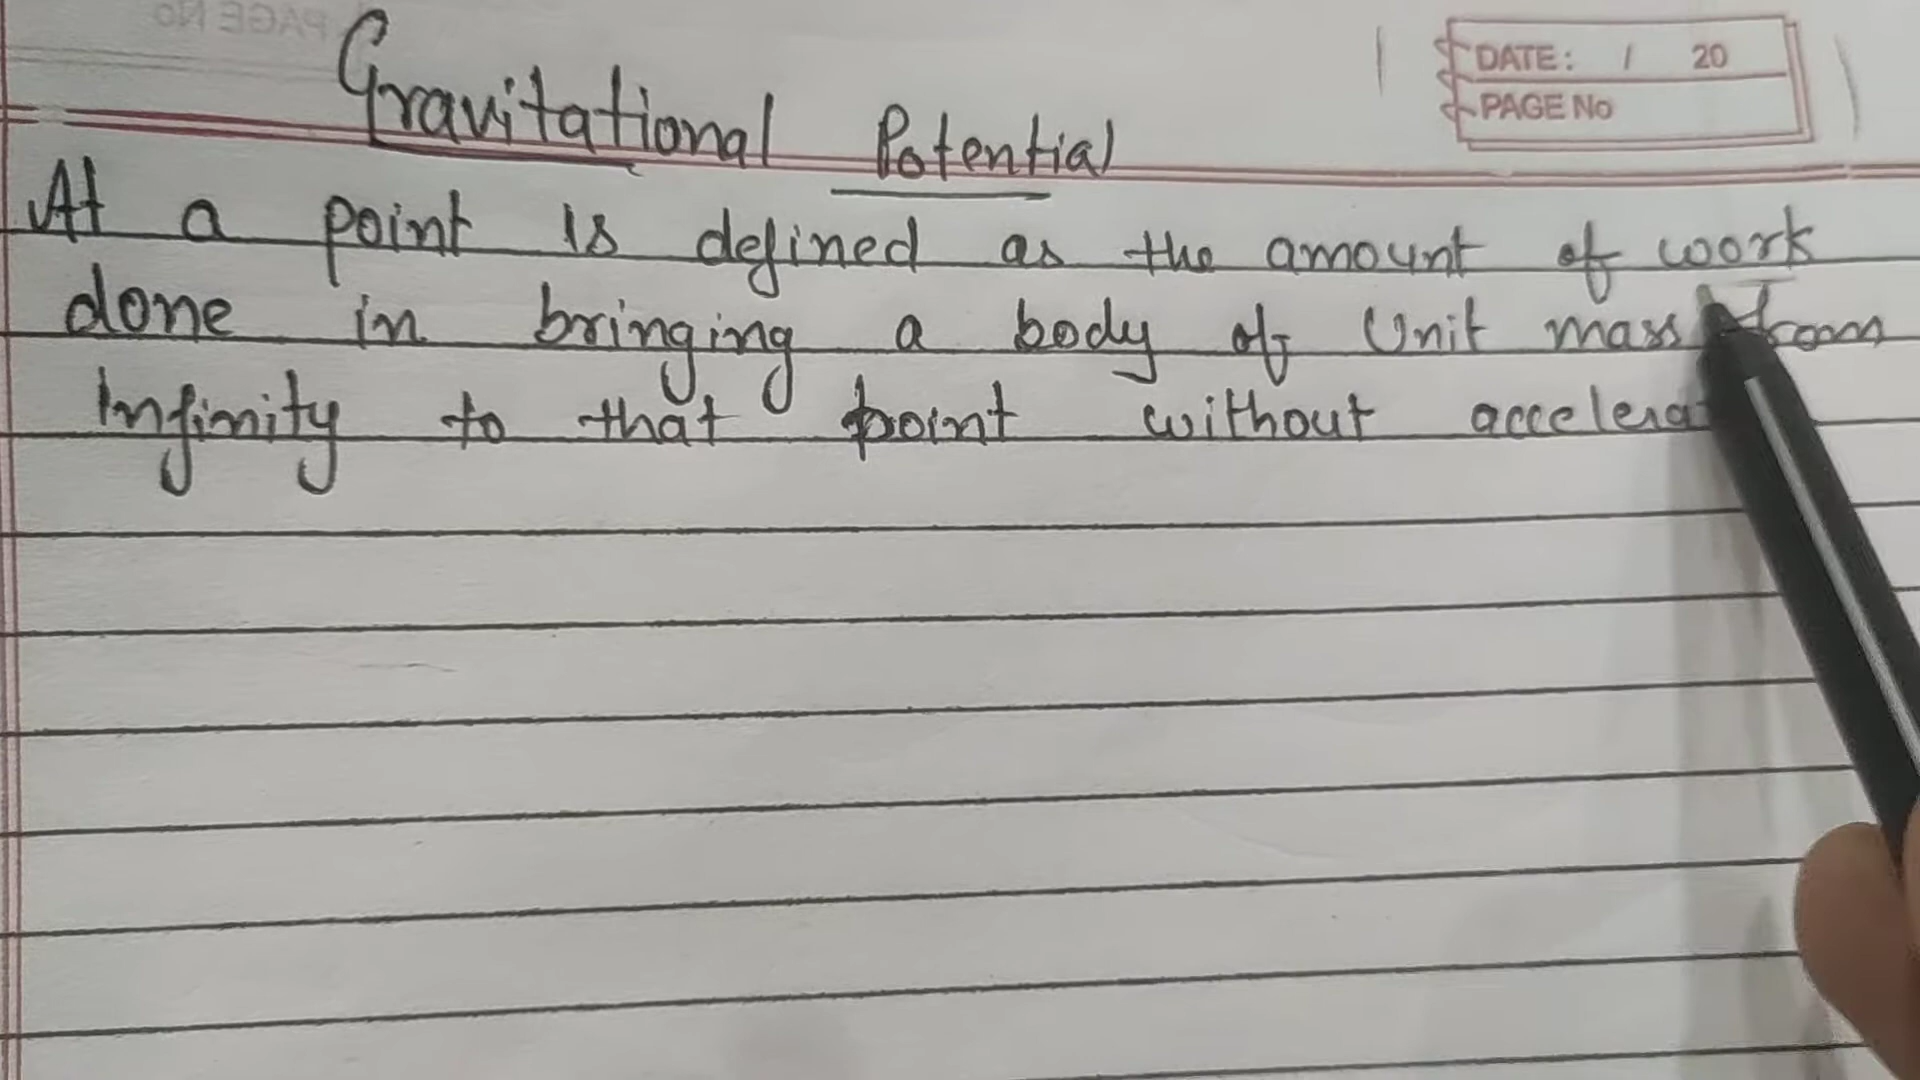 Gravitational Potential
DATE: / 20
PAGE No
At a point is defined as the amount of work
done in bringing a body of Unit mass from
Infinity to that point without